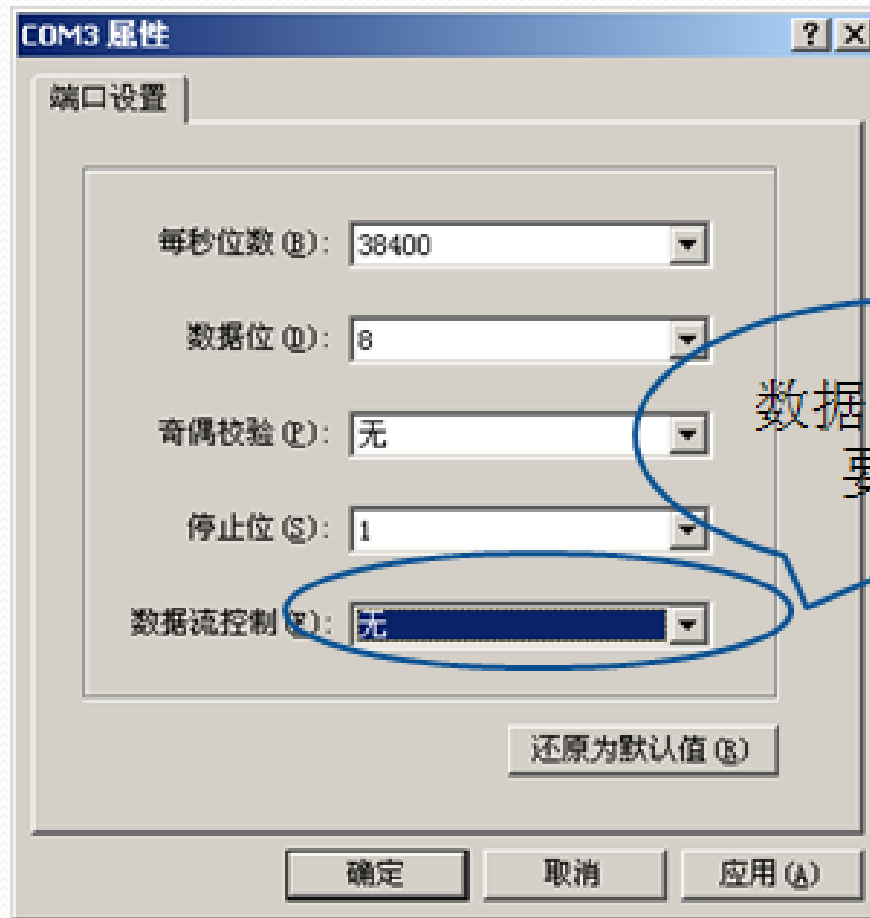 COM3 属性
端口设置
每秒位数(B): 38400
数据位(D): 8
数据
奇偶校验(P): 无
要
停止位(S): 1
数据流控制(F): 无
还原为默认值(R)
确定 取消 应用(A)